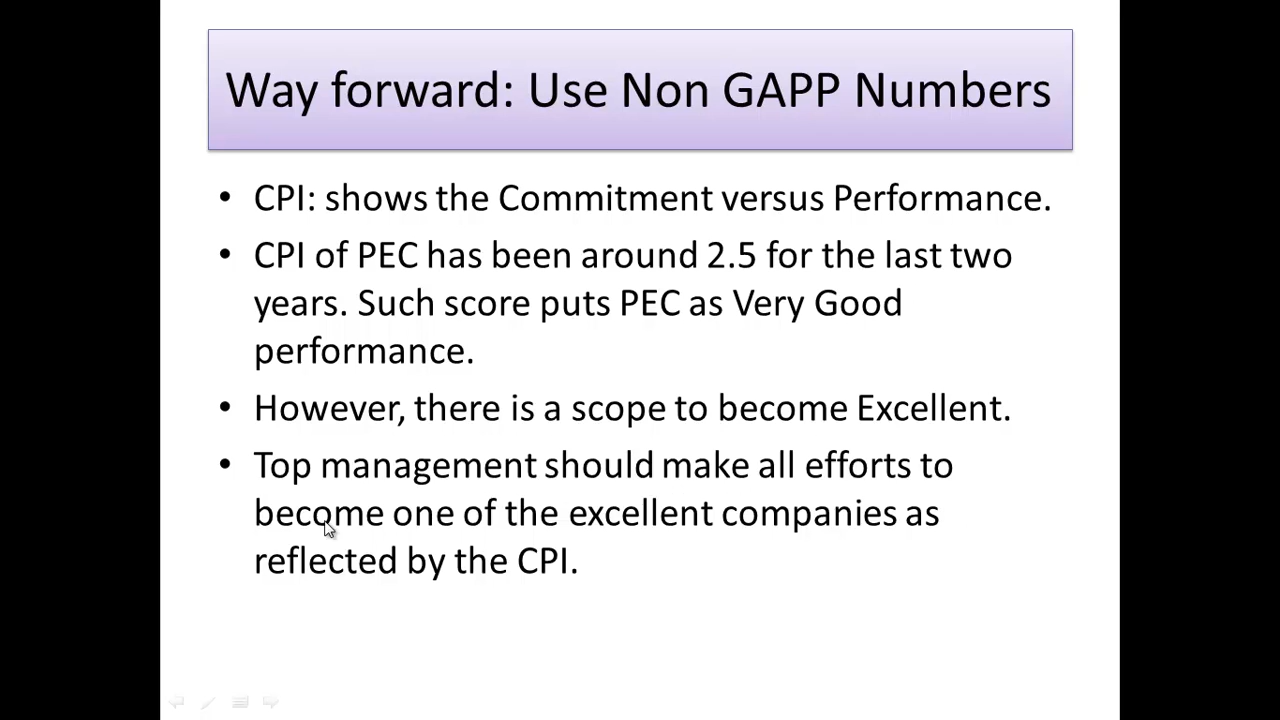 Way forward: Use Non GAPP Numbers
• CPI: shows the Commitment versus Performance.
• CPI of PEC has been around 2.5 for the last two
years. Such score puts PEC as Very Good
performance.
• However, there is a scope to become Excellent.
• Top management should make all efforts to
become one of the excellent companies as
reflected by the CPI.